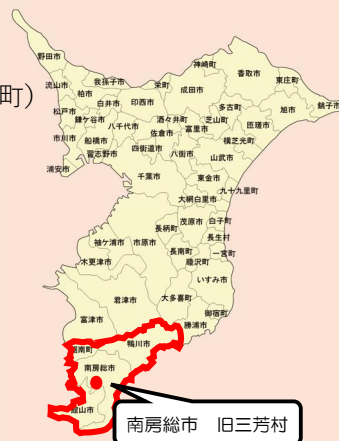 野田市
流山市
柏市
我孫子市
町）
松戸市
鎌ケ谷市
白井市
印西市
栄町
成田市
神崎町
香取市
東庄町
銚子市
旭市
匝瑳市
多古町
芝山町
横芝光町
酒々井町
富里市
佐倉市
八千代市
船橋市
市川市
習志野市
四街道市
八街市
山武市
浦安市
千葉市
東金市
九十九里町
大網白里市
茂原市
白子町
長柄町
長生村
一宮町
長南町
睦沢町
袖ケ浦市
市原市
木更津市
いすみ市
君津市
大多喜町
御宿町
勝浦市
富津市
鴨川市
鋸南町
南房総市
館山市
南房総市　旧三芳村